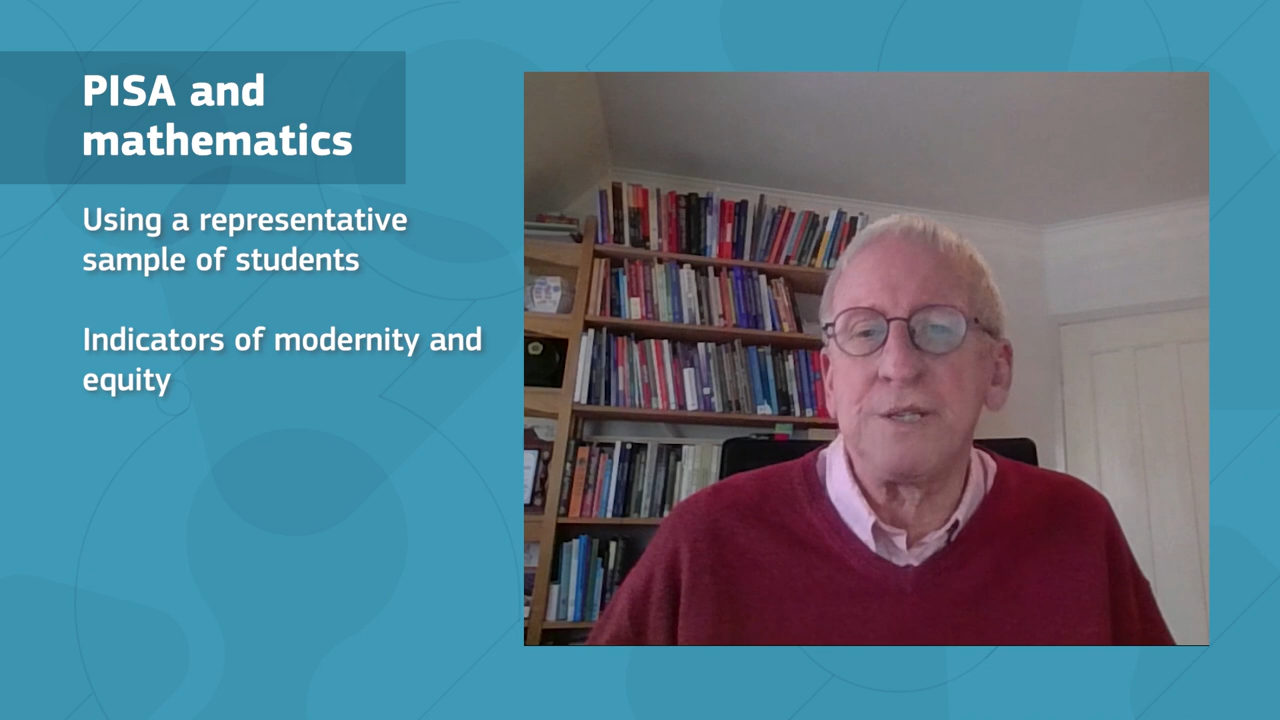 PISA and
mathematics
Using a representative
sample of students
Indicators of modernity and
equity